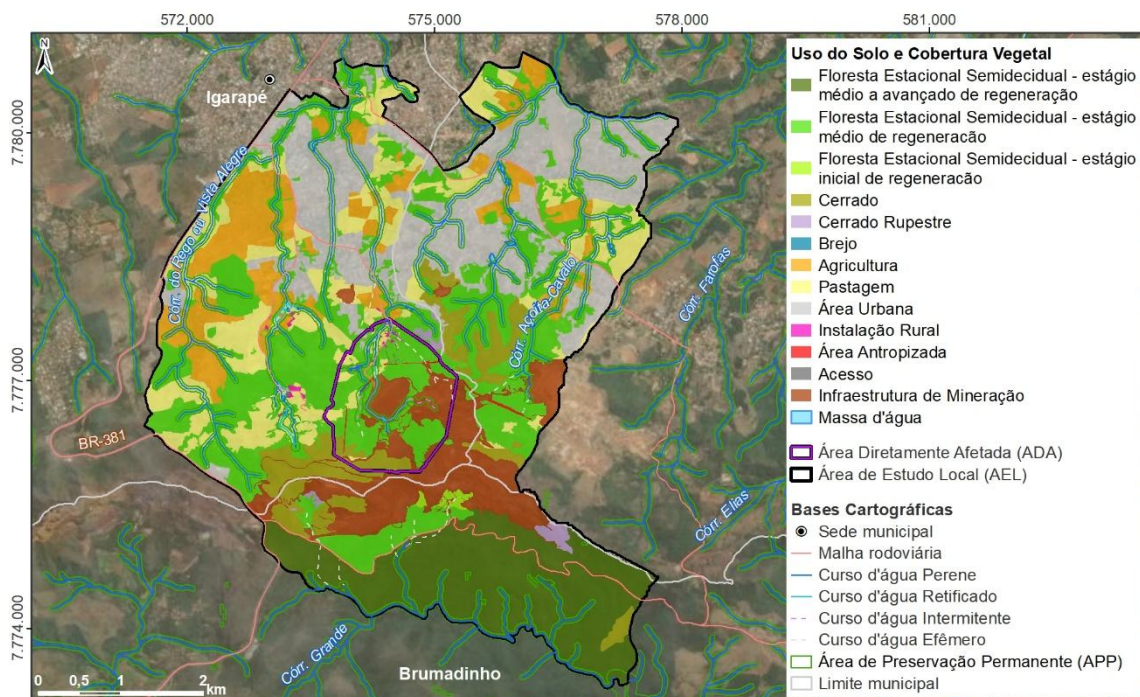 572.000
575.000
578.000
581.000
7.780.000
7.777.000
7.774.000
N
Igarapé
Córr. do Rego ou Vista Alegre
Córr. Açoita-Cavalo
Córr. Farofas
Córr. Elias
BR-381
Córr. Grande
Brumadinho
0 0,5 1 2
km
Uso do Solo e Cobertura Vegetal
Floresta Estacional Semidecidual - estágio
médio a avançado de regeneração
Floresta Estacional Semidecidual - estágio
médio de regeneracão
Floresta Estacional Semidecidual - estágio
inicial de regeneracão
Cerrado
Cerrado Rupestre
Brejo
Agricultura
Pastagem
Área Urbana
Instalação Rural
Área Antropizada
Acesso
Infraestrutura de Mineração
Massa d'água
Área Diretamente Afetada (ADA)
Área de Estudo Local (AEL)
Bases Cartográficas
Sede municipal
Malha rodoviária
Curso d'água Perene
Curso d'água Retificado
Curso d'água Intermitente
Curso d'água Efêmero
Área de Preservação Permanente (APP)
Limite municipal